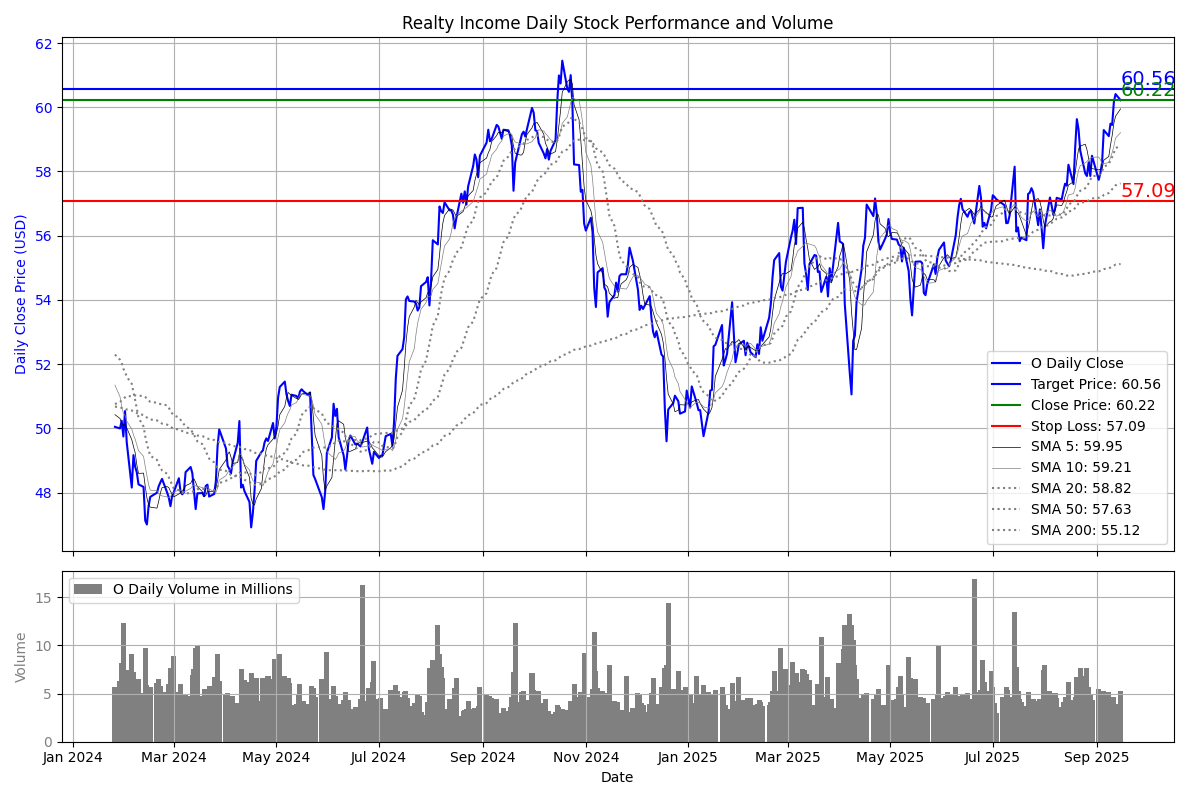 Realty Income Daily Stock Performance and Volume
Daily Close Price (USD)
62
60
58
56
54
52
50
48
60.56
60.22
57.09
O Daily Close
Target Price: 60.56
Close Price: 60.22
Stop Loss: 57.09
SMA 5: 59.95
SMA 10: 59.21
SMA 20: 58.82
SMA 50: 57.63
SMA 200: 55.12
O Daily Volume in Millions
Volume
15
10
5
0
Jan 2024 Mar 2024 May 2024 Jul 2024 Sep 2024 Nov 2024 Jan 2025 Mar 2025 May 2025 Jul 2025 Sep 2025
Date